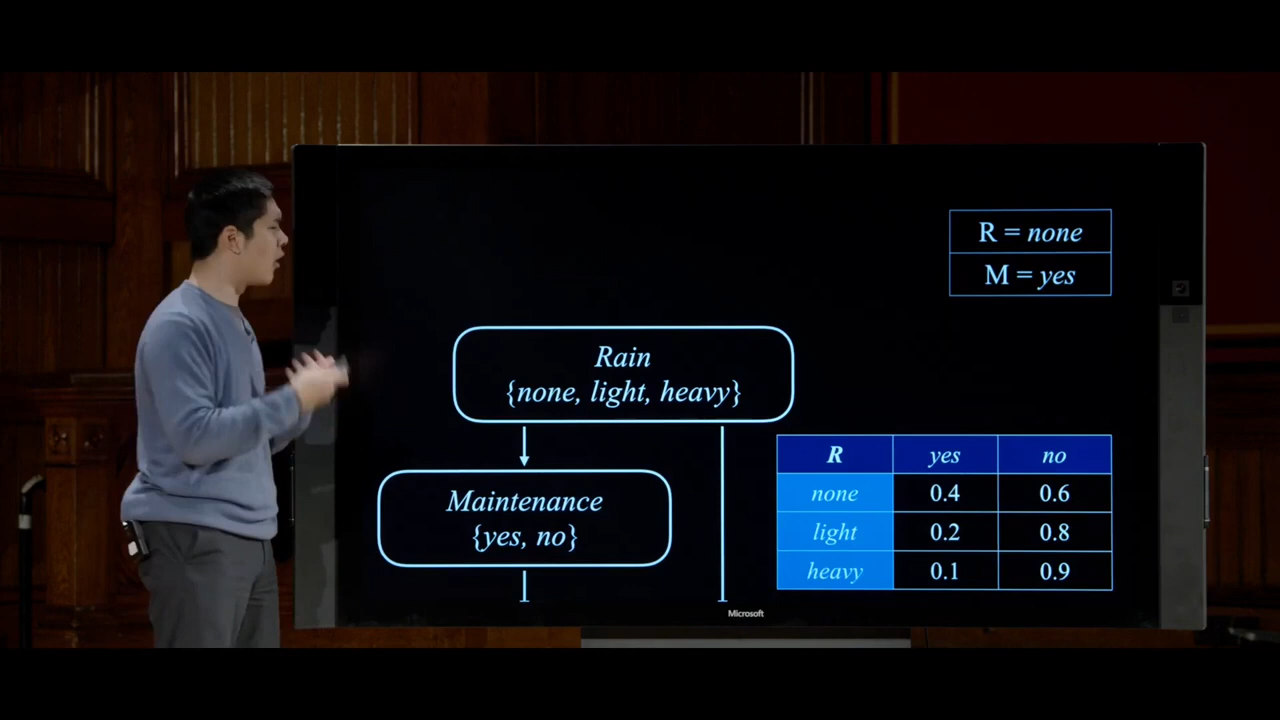 R = none
M = yes
Rain
{none, light, heavy}
Maintenance
{yes, no}
R yes no
none 0.4 0.6
light 0.2 0.8
heavy 0.1 0.9
Microsoft